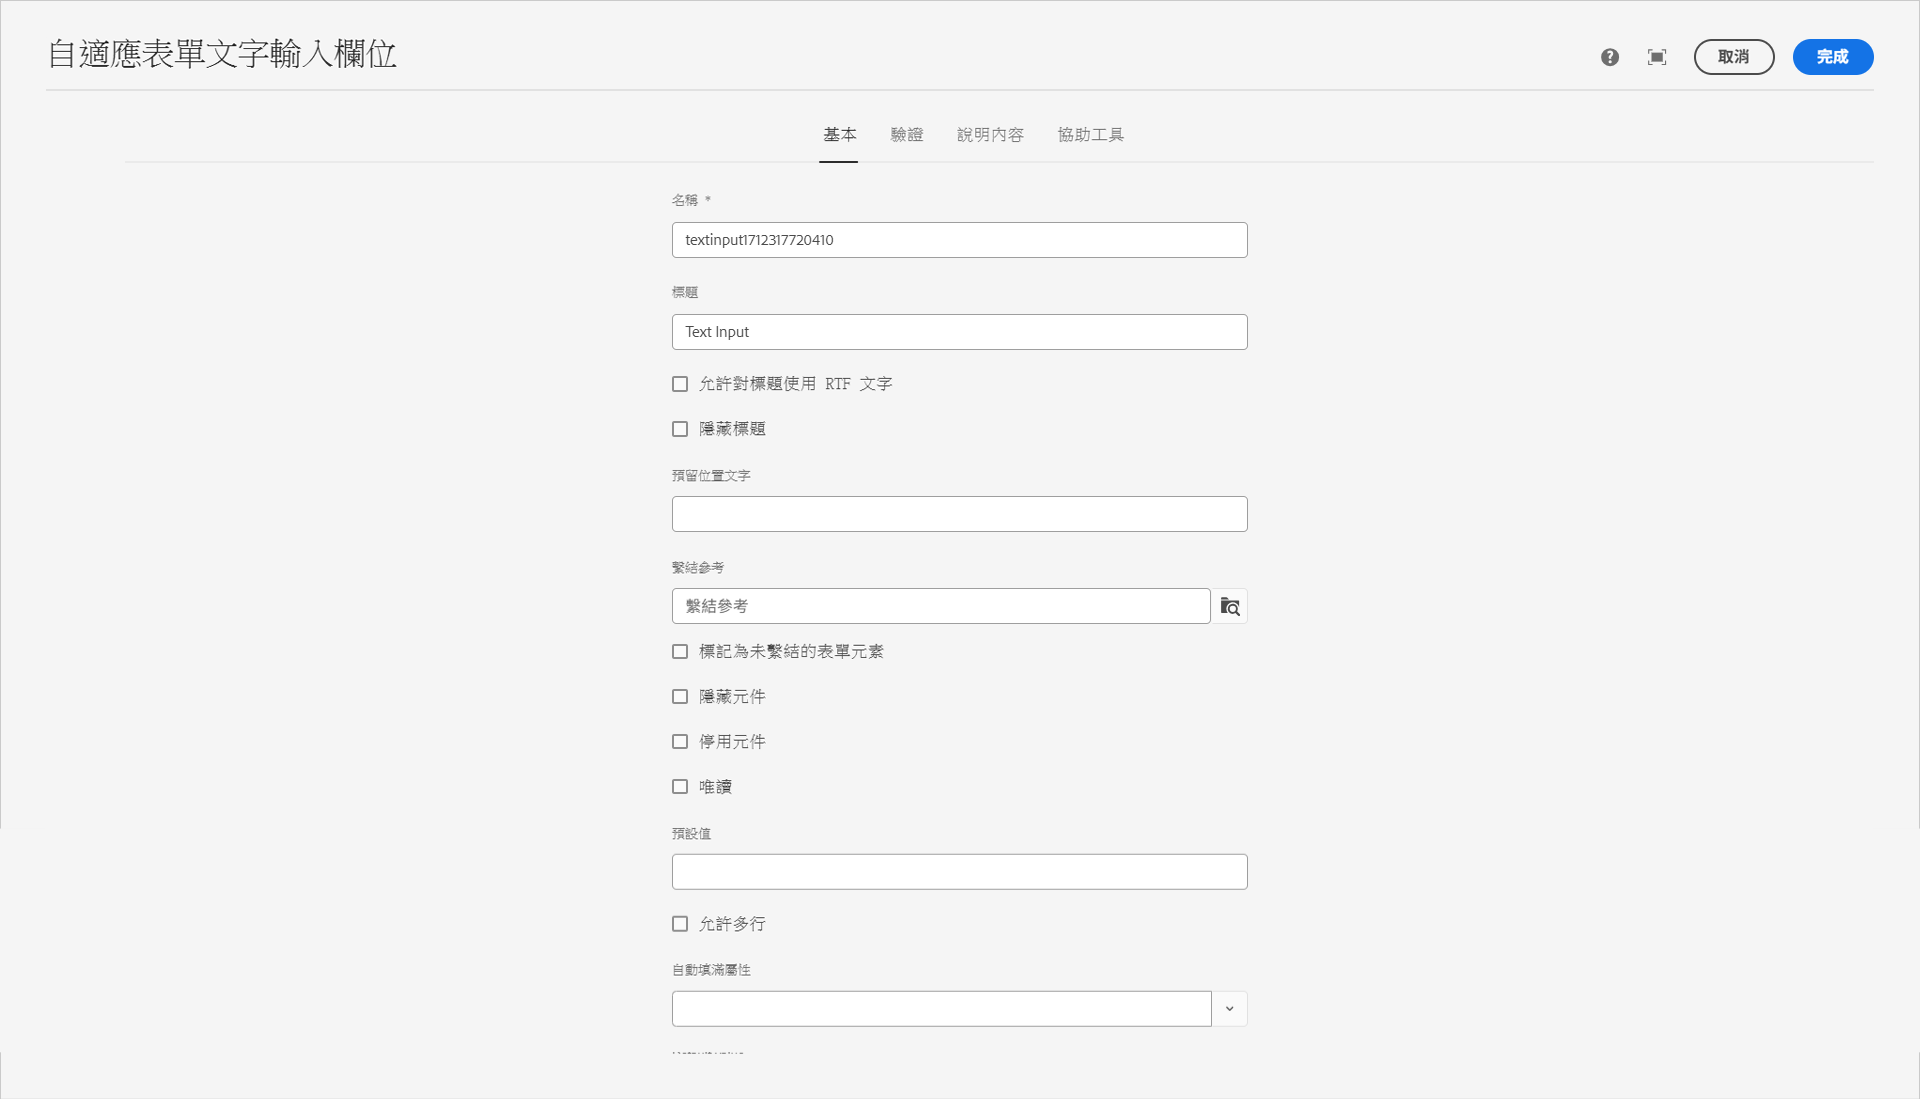 自適應表單文字輸入欄位
取消
完成
基本
驗證
說明內容
協助工具
名稱 *
textinput1712317720410
標題
Text Input
允許對標題使用 RTF 文字
隱藏標題
預留位置文字
繫結參考
繫結參考
標記為未繫結的表單元素
隱藏元件
停用元件
唯讀
預設值
允許多行
自動填滿屬性